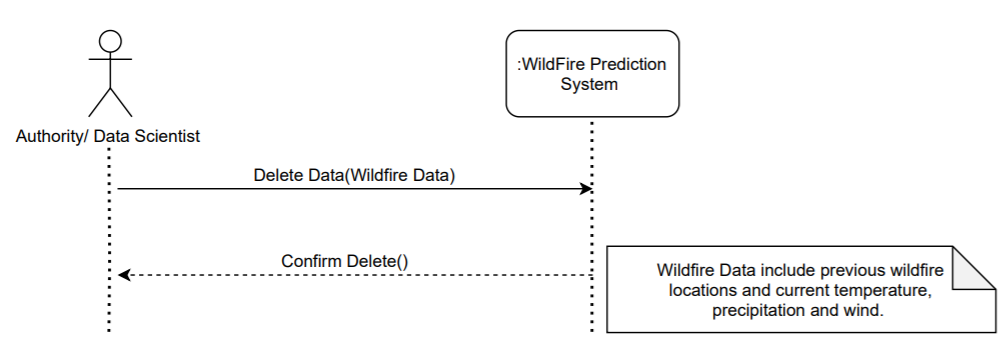 :WildFire Prediction
System
Authority/ Data Scientist
Delete Data(Wildfire Data)
Confirm Delete()
Wildfire Data include previous wildfire
locations and current temperature,
precipitation and wind.